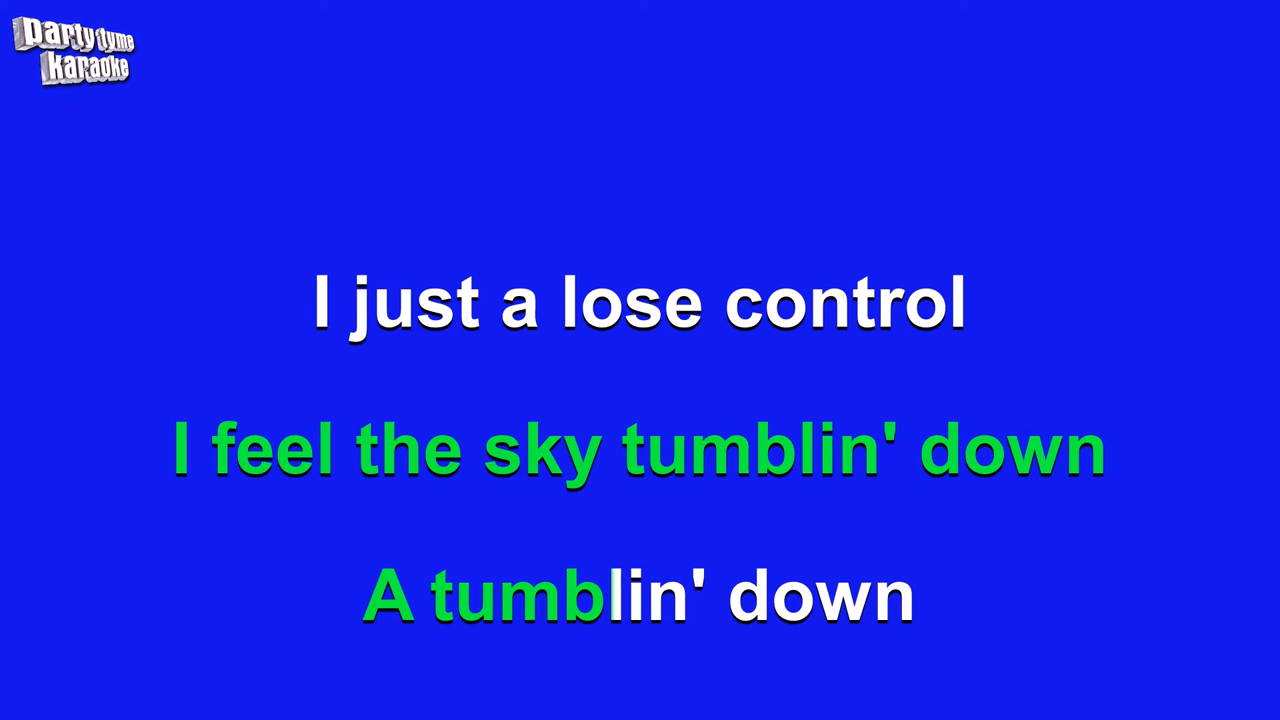 party tyme
karaoke
I just a lose control
I feel the sky tumblin' down
A tumblin' down